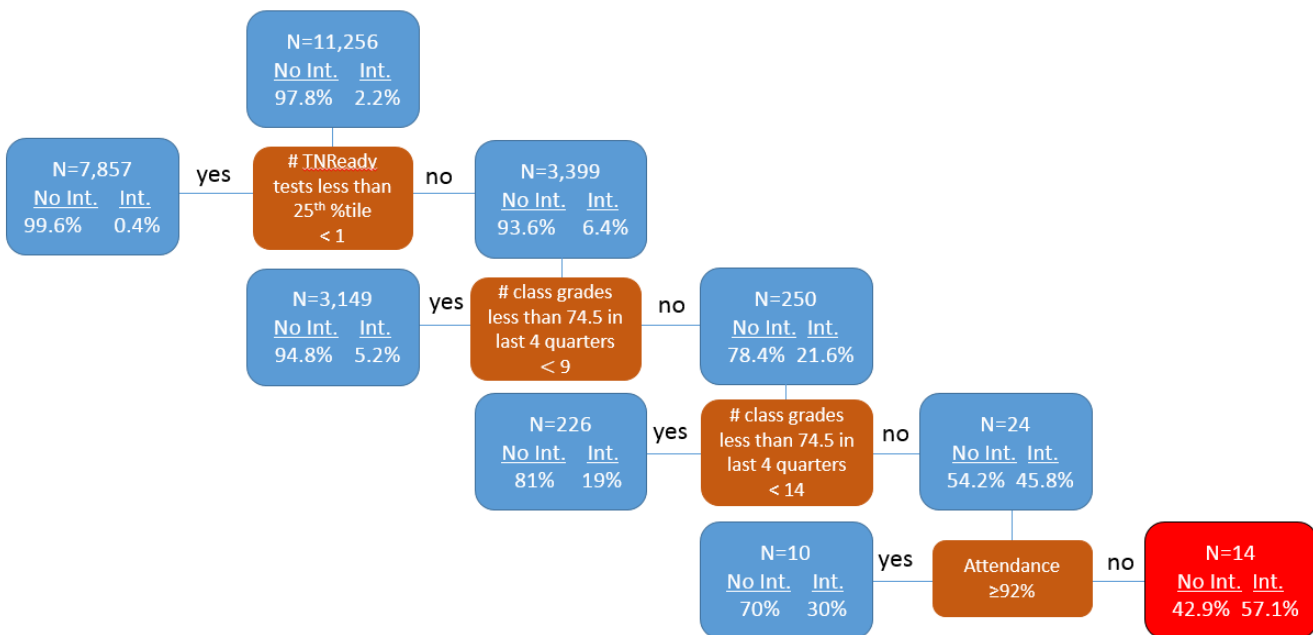 N=11,256
No Int. Int.
97.8% 2.2%
N=7,857
No Int. Int.
99.6% 0.4%
yes
# TNReady
tests less than
25th %tile
< 1
no
N=3,399
No Int. Int.
93.6% 6.4%
N=3,149
No Int. Int.
94.8% 5.2%
yes
# class grades
less than 74.5 in
last 4 quarters
< 9
no
N=250
No Int. Int.
78.4% 21.6%
N=226
No Int. Int.
81% 19%
yes
# class grades
less than 74.5 in
last 4 quarters
< 14
no
N=24
No Int. Int.
54.2% 45.8%
N=10
No Int. Int.
70% 30%
yes
Attendance
≥92%
no
N=14
No Int. Int.
42.9% 57.1%